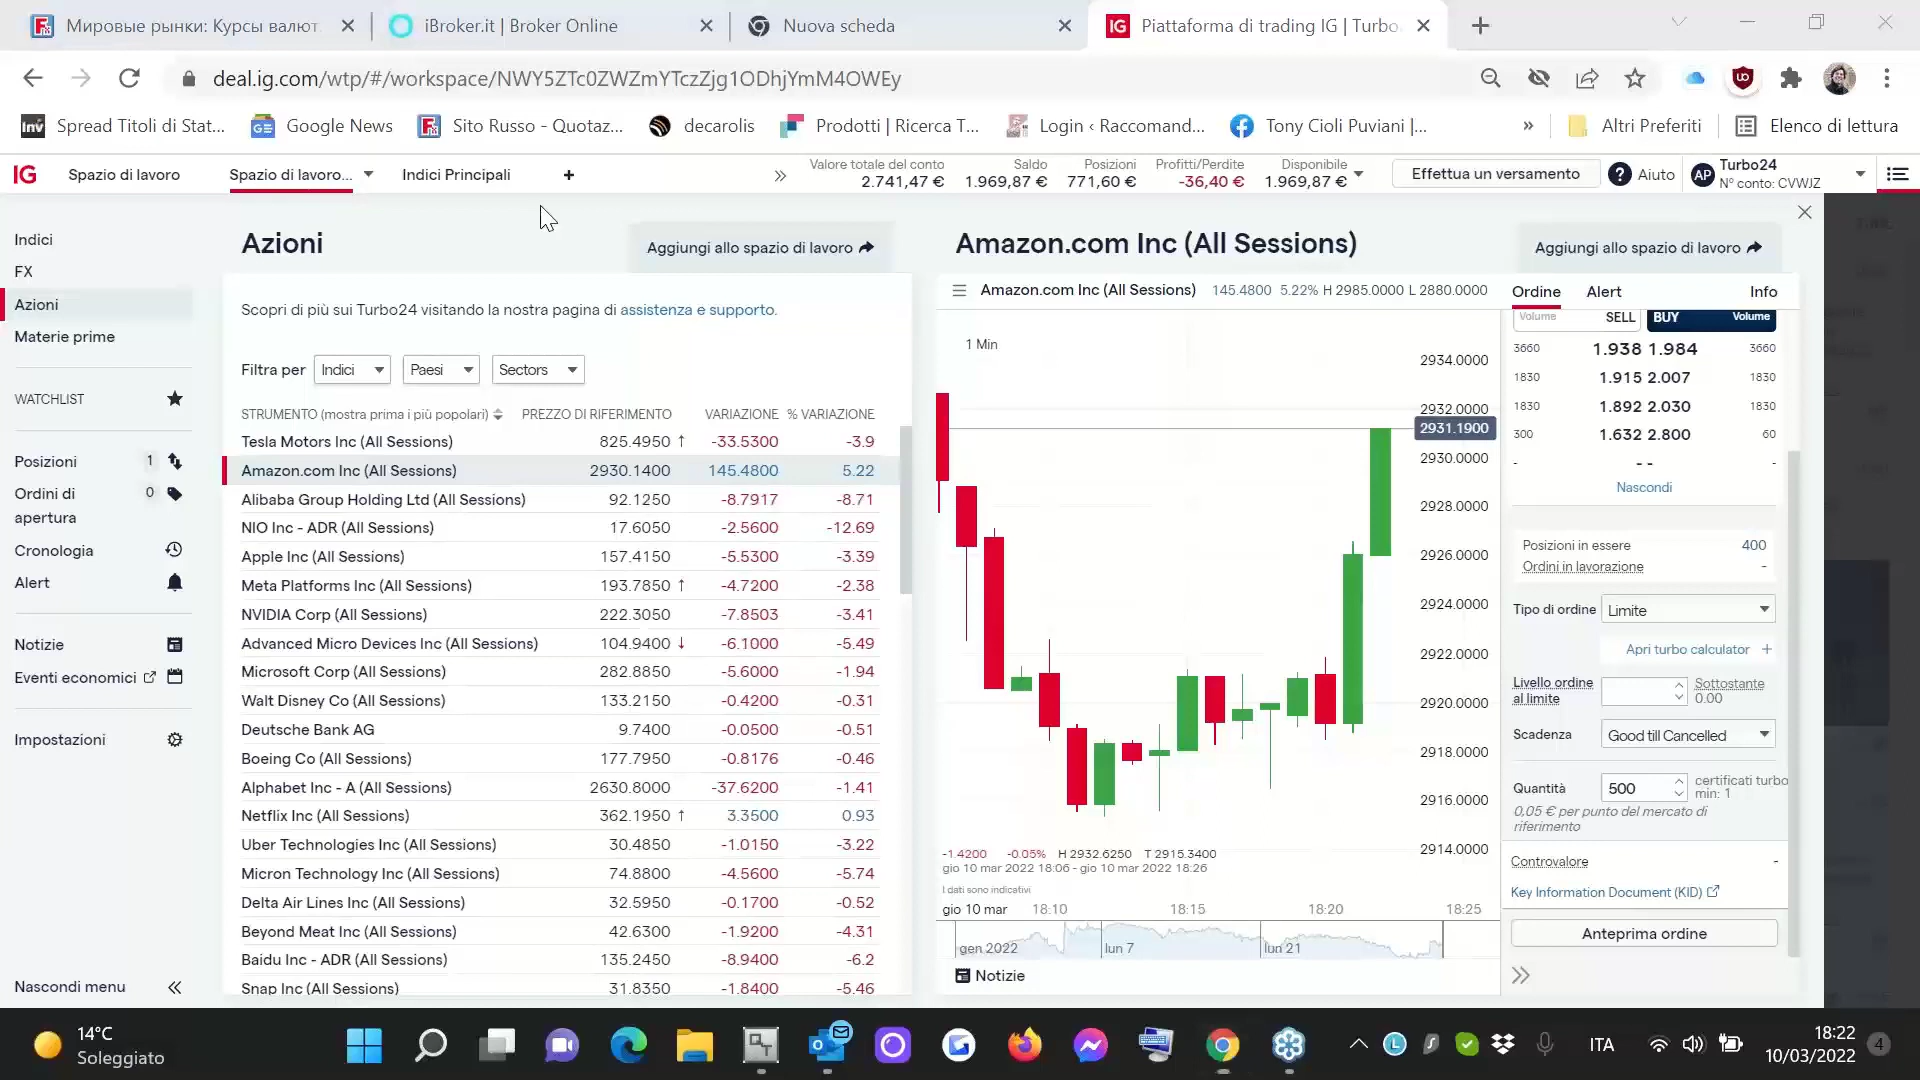 Мировые рынки: Курсы валют
iBroker.it | Broker Online
Nuova scheda
IG Piattaforma di trading IG | Turbo
deal.ig.com/wtp/#/workspace/NWY5ZTc0ZWZmYTczZjg1ODhjYmM4OWEy
Inv Spread Titoli di Stat...
Google News
Sito Russo - Quotaz...
decarolis
Prodotti | Ricerca T...
Login ‹ Raccomand...
Tony Cioli Puviani |...
»
Altri Preferiti
Elenco di lettura
IG
Spazio di lavoro
Spazio di lavoro...
Indici Principali
+
Valore totale del conto
2.741,47 €
Saldo
1.969,87 €
Posizioni
771,60 €
Profitti/Perdite
-36,40 €
Disponibile
1.969,87 €
Effettua un versamento
? Aiuto
AP
Turbo24
N° conto: CVWJZ
Indici
FX
Azioni
Materie prime
WATCHLIST
Posizioni 1
Ordini di apertura 0
Cronologia
Alert
Notizie
Eventi economici
Impostazioni
Nascondi menu
Azioni
Aggiungi allo spazio di lavoro
Scopri di più sui Turbo24 visitando la nostra pagina di assistenza e supporto.
Filtra per Indici Paesi Sectors
STRUMENTO (mostra prima i più popolari) PREZZO DI RIFERIMENTO VARIAZIONE % VARIAZIONE
Tesla Motors Inc (All Sessions) 825.4950 ↑ -33.5300 -3.9
Amazon.com Inc (All Sessions) 2930.1400 145.4800 5.22
Alibaba Group Holding Ltd (All Sessions) 92.1250 -8.7917 -8.71
NIO Inc - ADR (All Sessions) 17.6050 -2.5600 -12.69
Apple Inc (All Sessions) 157.4150 -5.5300 -3.39
Meta Platforms Inc (All Sessions) 193.7850 ↑ -4.7200 -2.38
NVIDIA Corp (All Sessions) 222.3050 -7.8503 -3.41
Advanced Micro Devices Inc (All Sessions) 104.9400 ↓ -6.1000 -5.49
Microsoft Corp (All Sessions) 282.8850 -5.6000 -1.94
Walt Disney Co (All Sessions) 133.2150 -0.4200 -0.31
Deutsche Bank AG 9.7400 -0.0500 -0.51
Boeing Co (All Sessions) 177.7950 -0.8176 -0.46
Alphabet Inc - A (All Sessions) 2630.8000 -37.6200 -1.41
Netflix Inc (All Sessions) 362.1950 ↑ 3.3500 0.93
Uber Technologies Inc (All Sessions) 30.4850 -1.0150 -3.22
Micron Technology Inc (All Sessions) 74.8800 -4.5600 -5.74
Delta Air Lines Inc (All Sessions) 32.5950 -0.1700 -0.52
Beyond Meat Inc (All Sessions) 42.6300 -1.9200 -4.31
Baidu Inc - ADR (All Sessions) 135.2450 -8.9400 -6.2
Snap Inc (All Sessions) 31.8350 -1.8400 -5.46
Amazon.com Inc (All Sessions)
Aggiungi allo spazio di lavoro
Amazon.com Inc (All Sessions) 145.4800 5.22% H 2985.0000 L 2880.0000
1 Min
2934.0000
2932.0000
2931.1900
2930.0000
2928.0000
2926.0000
2924.0000
2922.0000
2920.0000
2918.0000
2916.0000
2914.0000
-1.4200 -0.05% H 2932.6250 T 2915.3400
gio 10 mar 2022 18:06 - gio 10 mar 2022 18:26
I dati sono indicativi
gio 10 mar 18:10 18:15 18:20 18:25
gen 2022 lun 7 lun 21
Notizie
Ordine Alert Info
Volume SELL BUY Volume
3660 1.938 1.984 3660
1830 1.915 2.007 1830
1830 1.892 2.030 1830
300 1.632 2.800 60
- - - -
Nascondi
Posizioni in essere 400
Ordini in lavorazione -
Tipo di ordine Limite
Apri turbo calculator +
Livello ordine al limite
Sottostante 0.00
Scadenza Good till Cancelled
Quantità 500 certificati turbo min: 1
0,05 € per punto del mercato di
riferimento
Controvalore -
Key Information Document (KID)
Anteprima ordine
14°C
Soleggiato
ITA
18:22
10/03/2022
4